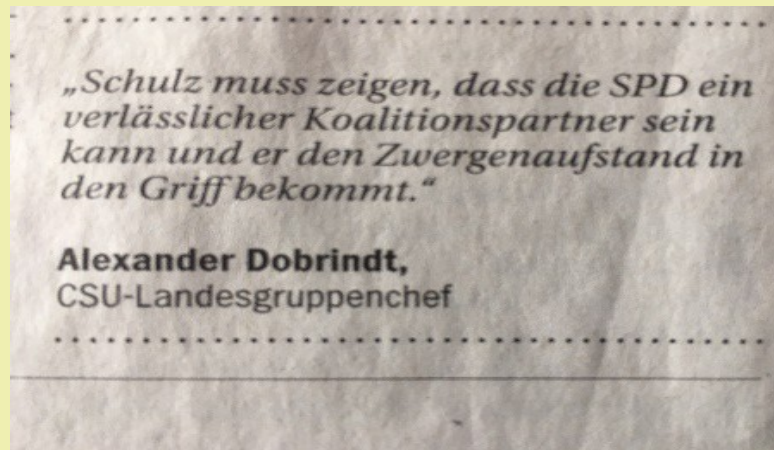 „Schulz muss zeigen, dass die SPD ein
verlässlicher Koalitionspartner sein
kann und er den Zwergenaufstand in
den Griff bekommt.“
Alexander Dobrindt,
CSU-Landesgruppenchef